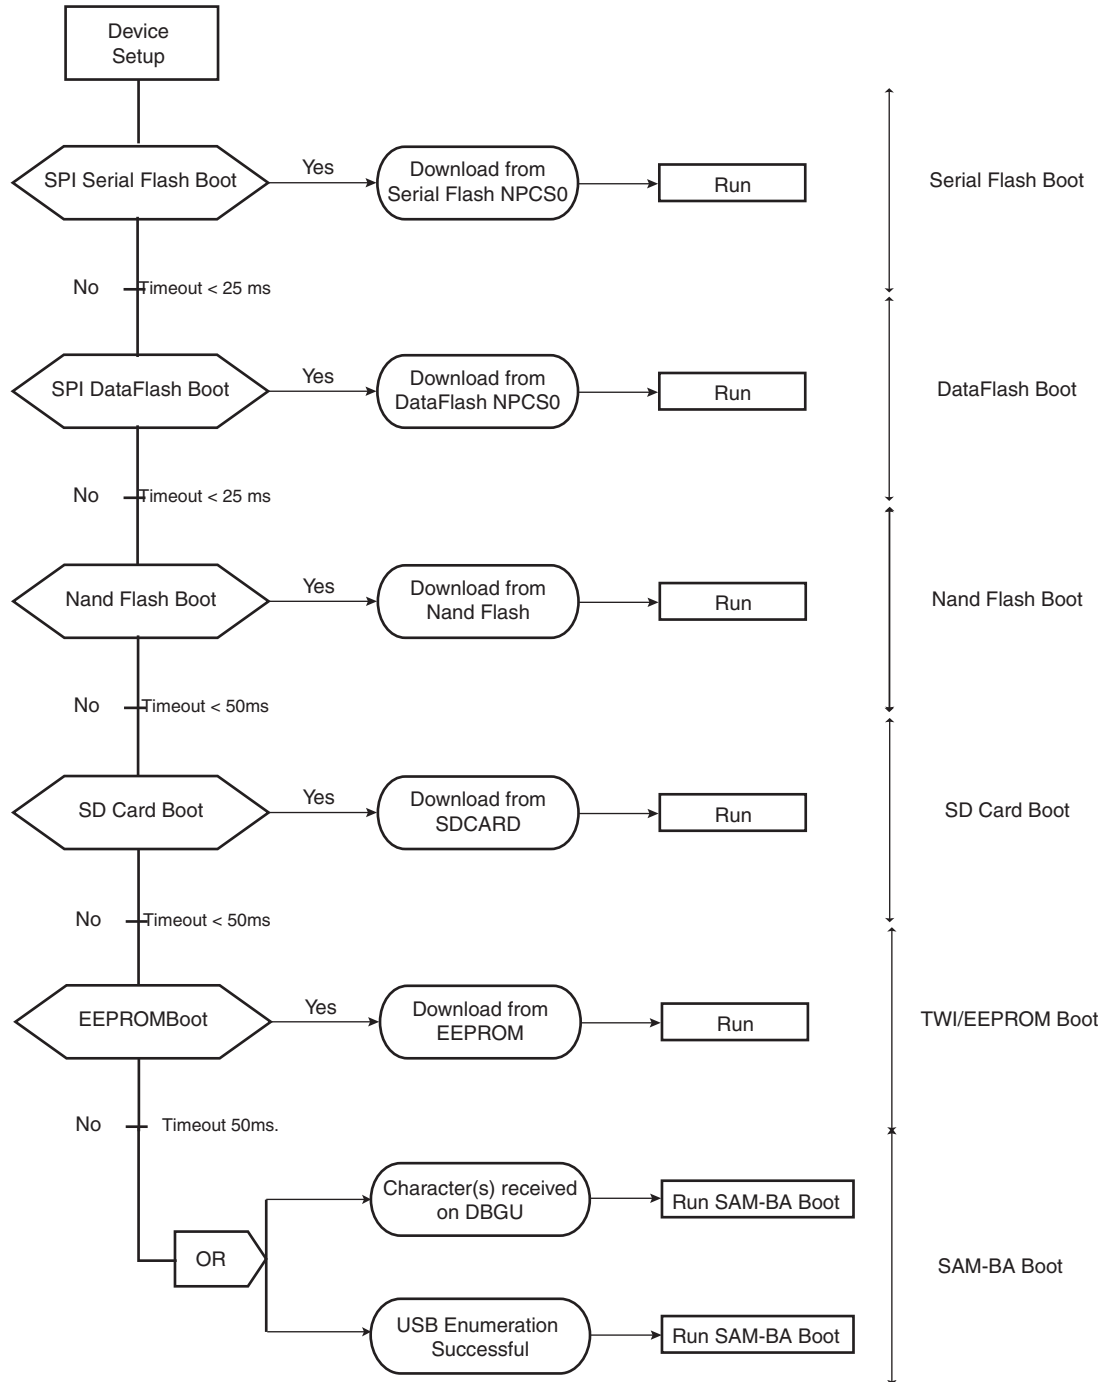 Device
Setup
SPI Serial Flash Boot
Yes
Download from
Serial Flash NPCS0
Run
Serial Flash Boot
No
Timeout < 25 ms
SPI DataFlash Boot
Yes
Download from
DataFlash NPCS0
Run
DataFlash Boot
No
Timeout < 25 ms
Nand Flash Boot
Yes
Download from
Nand Flash
Run
Nand Flash Boot
No
Timeout < 50ms
SD Card Boot
Yes
Download from
SDCARD
Run
SD Card Boot
No
Timeout < 50ms
EEPROMBoot
Yes
Download from
EEPROM
Run
TWI/EEPROM Boot
No
Timeout 50ms.
Character(s) received
on DBGU
Run SAM-BA Boot
OR
SAM-BA Boot
USB Enumeration
Successful
Run SAM-BA Boot